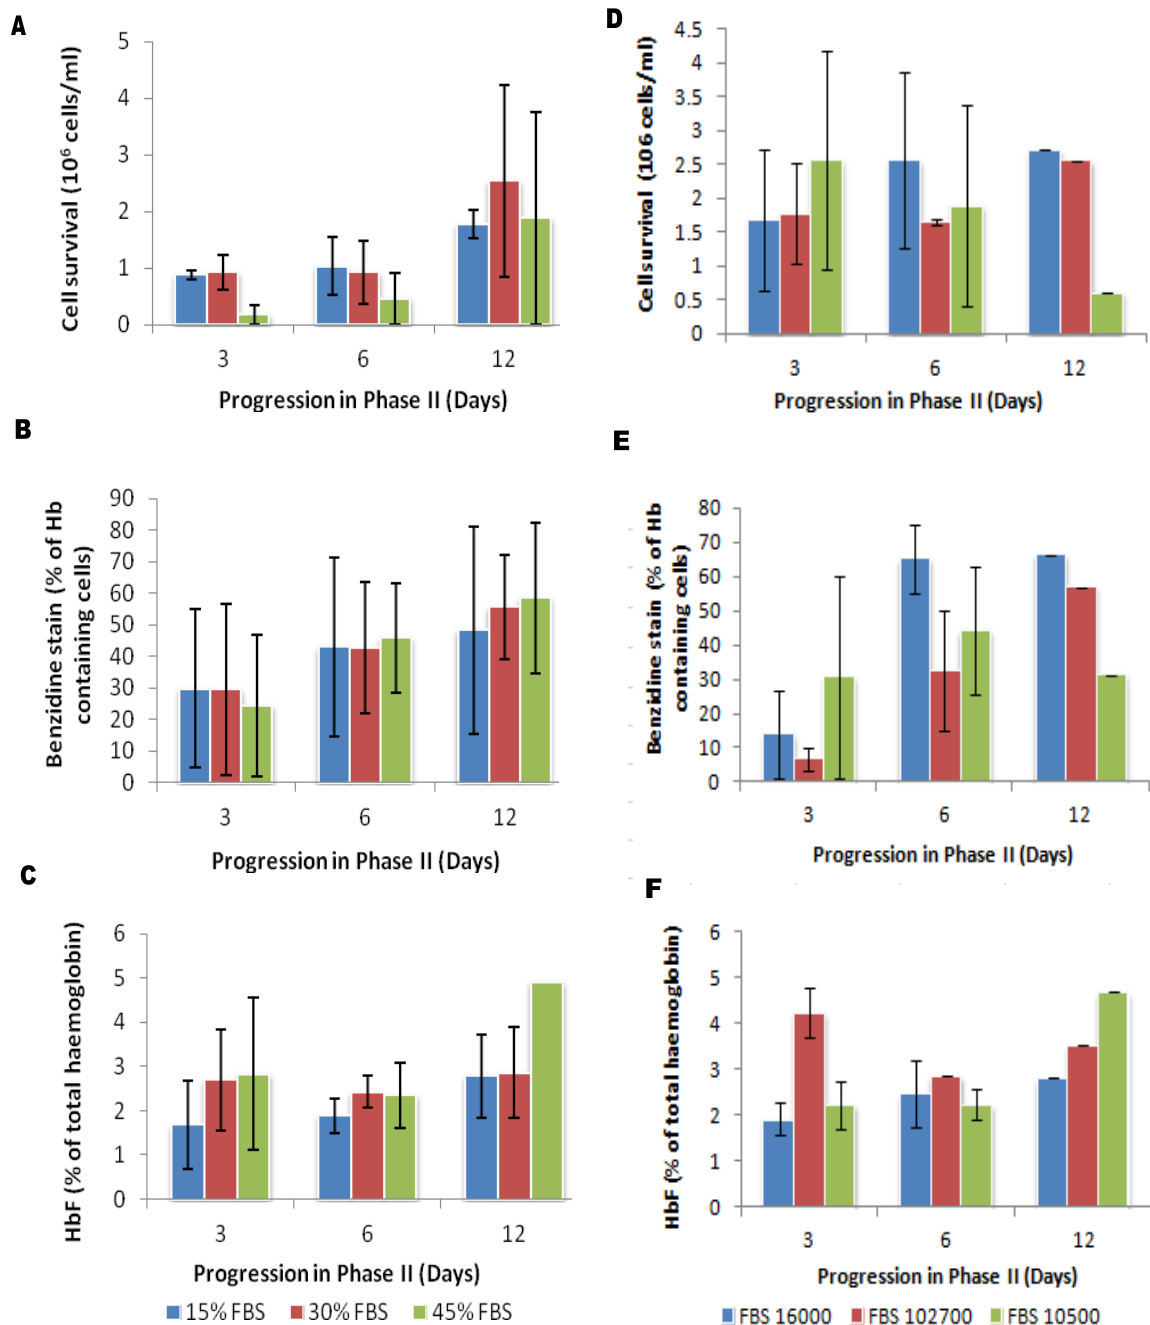 A
Cell survival (10⁶ cells/ml)
5
4
3
2
1
0
3 6 12
Progression in Phase II (Days)
B
Benzidine stain (% of Hb
containing cells)
90
80
70
60
50
40
30
20
10
0
3 6 12
Progression in Phase II (Days)
C
HbF (% of total haemoglobin)
6
5
4
3
2
1
0
3 6 12
Progression in Phase II (Days)
15% FBS 30% FBS 45% FBS
D
Cell survival (106 cells/ml)
4.5
4
3.5
3
2.5
2
1.5
1
0.5
0
3 6 12
Progression in Phase II (Days)
E
Benzidine stain (% of Hb
containing cells)
80
70
60
50
40
30
20
10
0
3 6 12
Progression in Phase II (Days)
F
HbF (% of total haemoglobin)
6
5
4
3
2
1
0
3 6 12
Progression in Phase II (Days)
FBS 16000 FBS 102700 FBS 10500